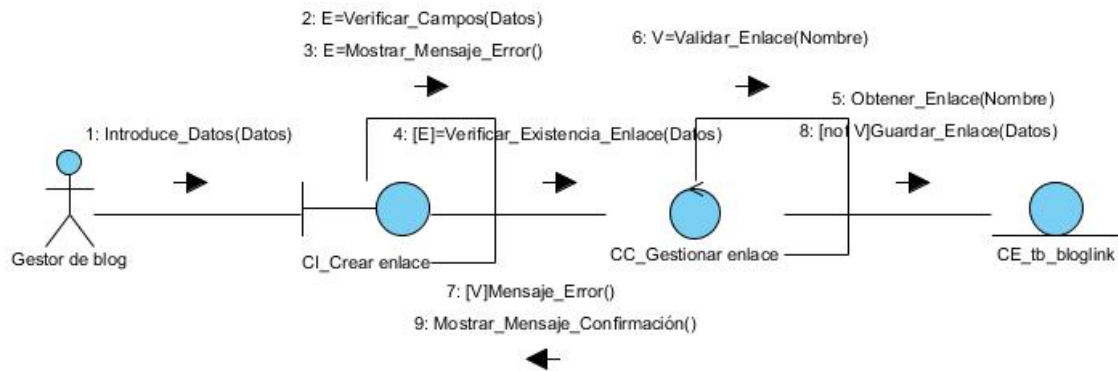 2: E=Verificar_Campos(Datos)
3: E=Mostrar_Mensaje_Error()
6: V=Validar_Enlace(Nombre)
5: Obtener_Enlace(Nombre)
1: Introduce_Datos(Datos)
4: [E]=Verificar_Existencia_Enlace(Datos)
8: [not V]Guardar_Enlace(Datos)
Gestor de blog
CI_Crear enlace
CC_Gestionar enlace
CE_tb_bloglink
7: [V]Mensaje_Error()
9: Mostrar_Mensaje_Confirmación()